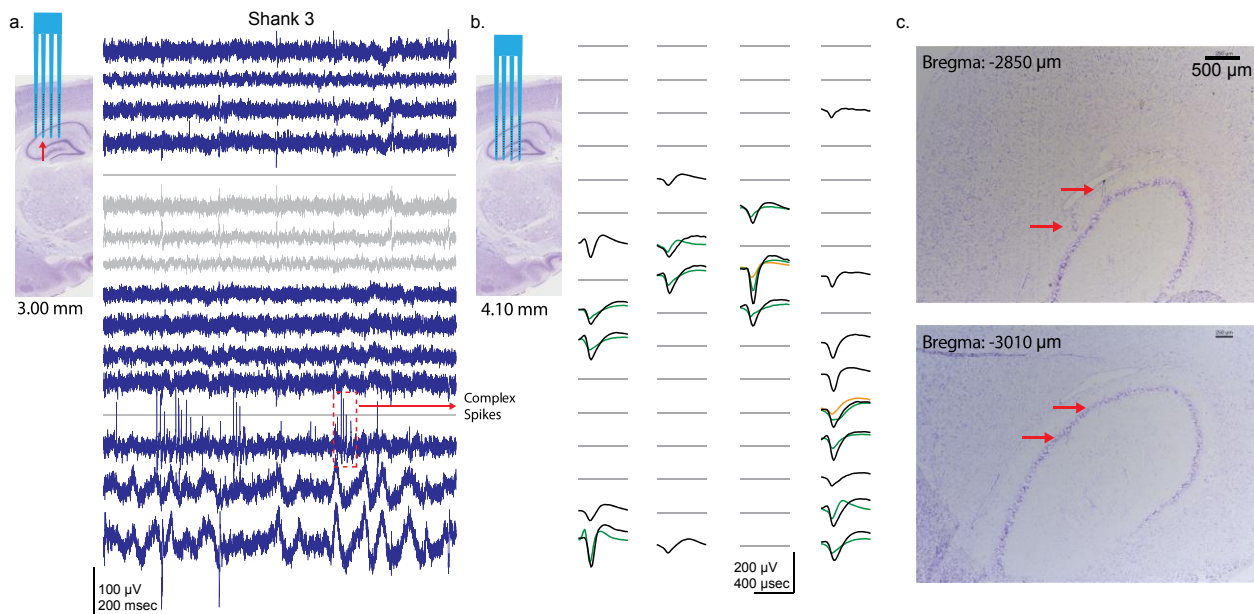 a.
Shank 3
3.00 mm
Complex
Spikes
100 µV
200 msec
b.
4.10 mm
200 µV
400 µsec
c.
Bregma: -2850 µm
500 µm
Bregma: -3010 µm